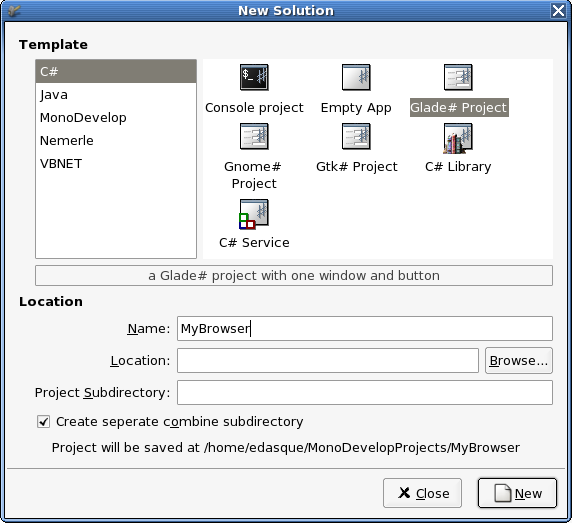 New Solution
Template
C#
Java
MonoDevelop
Nemerle
VBNET
Console project
Empty App
Glade# Project
Gnome#
Project
Gtk# Project
C# Library
C# Service
a Glade# project with one window and button
Location
Name: MyBrowser
Location: Browse...
Project Subdirectory:
Create seperate combine subdirectory
Project will be saved at /home/edasque/MonoDevelopProjects/MyBrowser
Close New